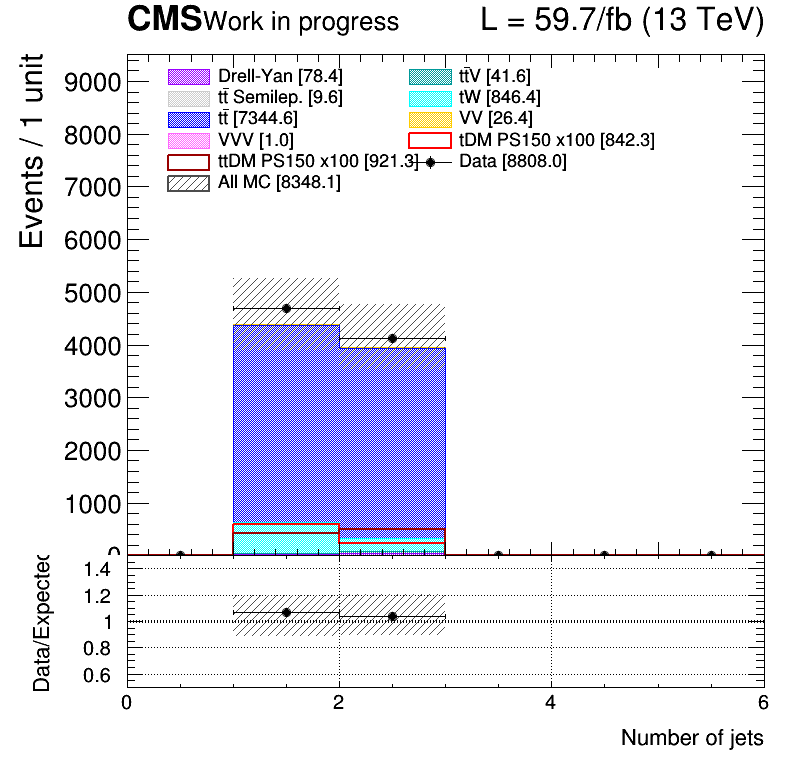 CMS Work in progress L = 59.7/fb (13 TeV)
Events / 1 unit
9000
8000
7000
6000
5000
4000
3000
2000
1000
0
Drell-Yan [78.4]
tt̄V [41.6]
tt̄ Semilep. [9.6]
tW [846.4]
tt̄ [7344.6]
VV [26.4]
VVV [1.0]
tDM PS150 x100 [842.3]
ttDM PS150 x100 [921.3]
Data [8808.0]
All MC [8348.1]
Data/Expected
1.4
1.2
1
0.8
0.6
0 2 4 6
Number of jets